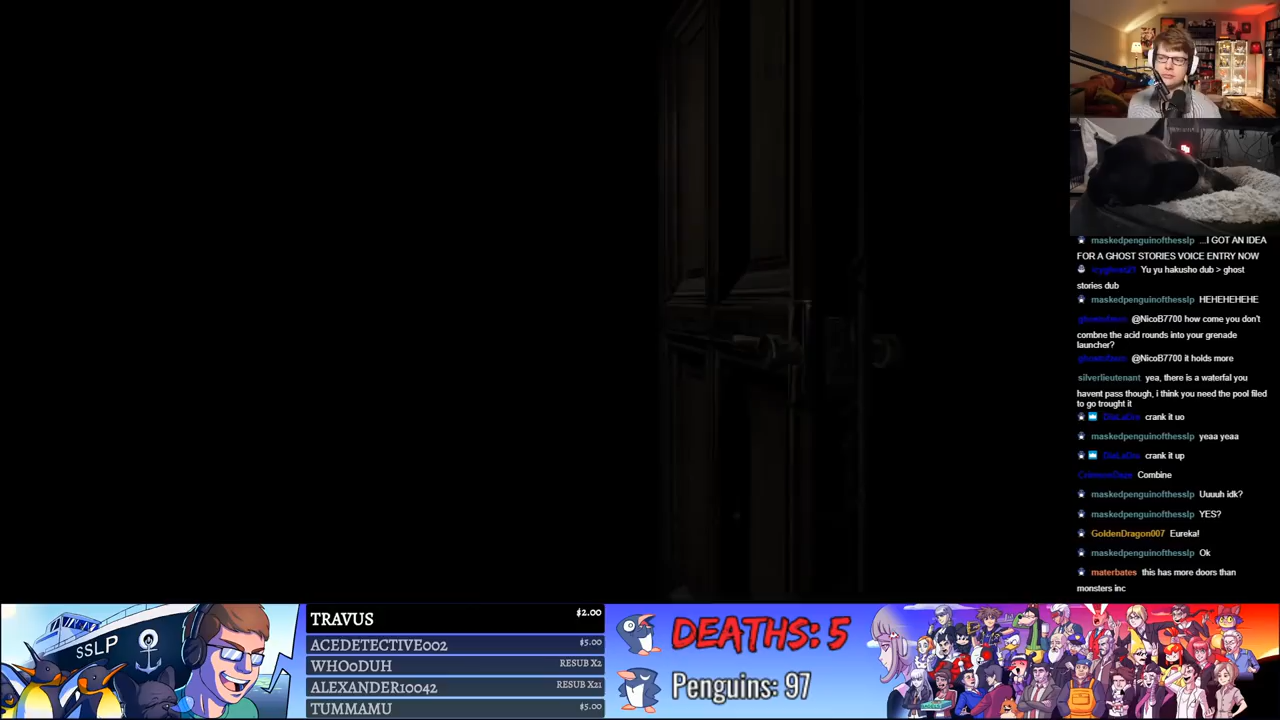 maskedpenguinofthesslp ...I GOT AN IDEA
FOR A GHOST STORIES VOICE ENTRY NOW
Yu yu hakusho dub > ghost
stories dub
maskedpenguinofthesslp HEHEHEHEHE
@NicoB7700 how come you don't
combne the acid rounds into your grenade
launcher?
@NicoB7700 it holds more
silverlieutenant yea, there is a waterfal you
havent pass though, i think you need the pool filed
to go trought it
crank it uo
maskedpenguinofthesslp yeaa yeaa
crank it up
Combine
maskedpenguinofthesslp Uuuuh idk?
maskedpenguinofthesslp YES?
GoldenDragon007 Eureka!
maskedpenguinofthesslp Ok
materbates this has more doors than
monsters inc
SSLP
TRAVUS $2.00
ACEDETECTIVE002 $5.00
WHO0DUH RESUB X2
ALEXANDER10042 RESUB X21
TUMMAMU $5.00
DEATHS: 5
Penguins: 97